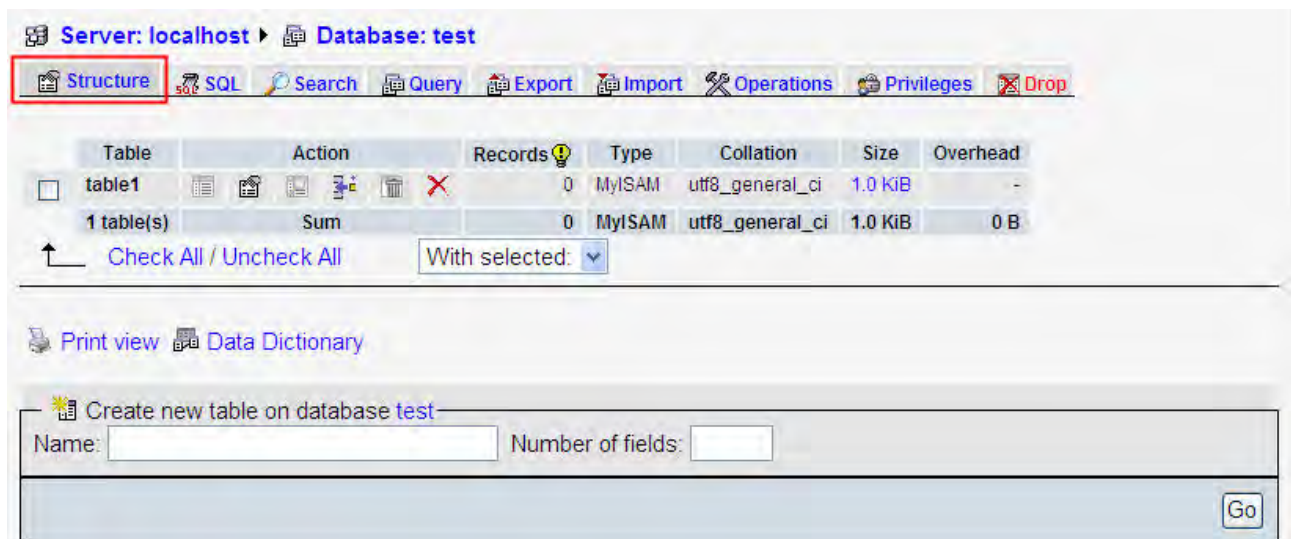 Server: localhost Database: test
Structure SQL Search Query Export Import Operations Privileges Drop
Table Action Records Type Collation Size Overhead
table1 0 MyISAM utf8_general_ci 1.0 KiB -
1 table(s) Sum 0 MyISAM utf8_general_ci 1.0 KiB 0 B
Check All / Uncheck All With selected:
Print view Data Dictionary
Create new table on database test
Name: Number of fields:
Go